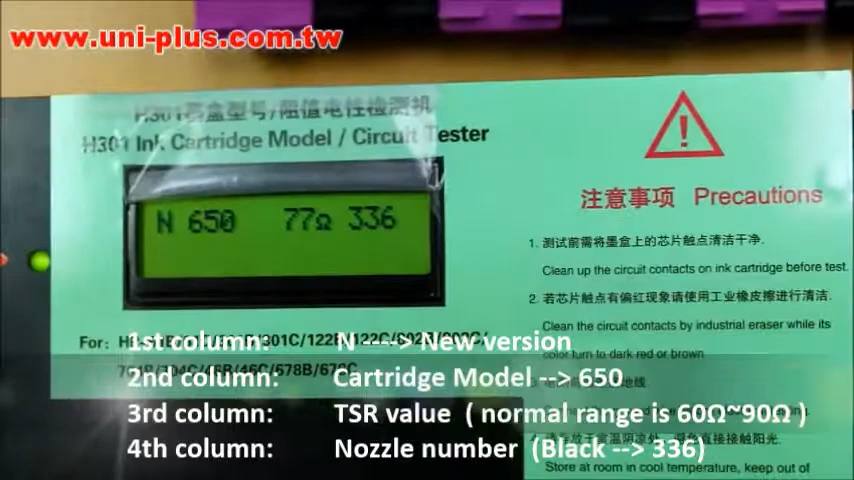 www.uni-plus.com.tw
H301墨盒型号/阻值电性检测机
H301 Ink Cartridge Model / Circuit Tester
N 650 77Ω 336
注意事项 Precautions
1. 测试前需将墨盒上的芯片触点清洁干净.
Clean up the circuit contacts on ink cartridge before test.
2. 若芯片触点有偏红现象请使用工业橡皮擦进行清洁.
Clean the circuit contacts by industrial eraser while its
color turn to dark red or brown
For:
1st column: N ----> New version
2nd column: Cartridge Model --> 650
3rd column: TSR value ( normal range is 60Ω~90Ω )
4th column: Nozzle number (Black --> 336)
Store at room in cool temperature, keep out of